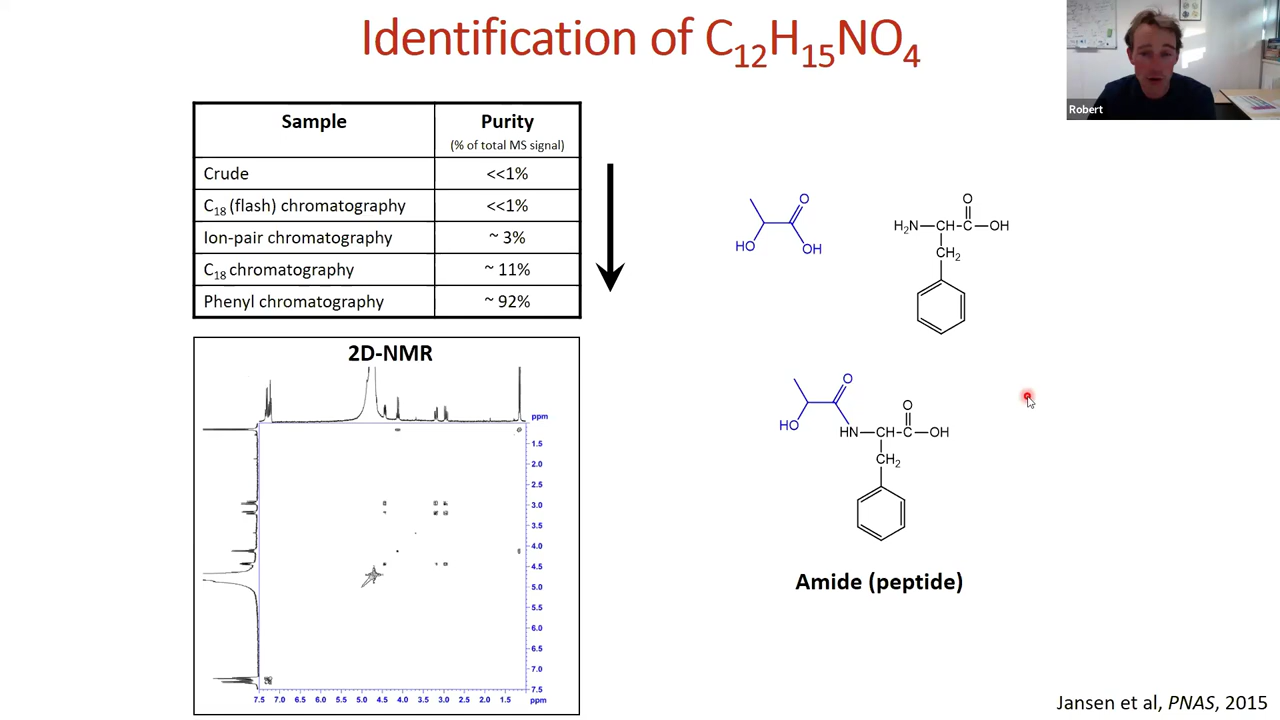 Identification of C12H15NO4
Robert
Sample Purity
(% of total MS signal)
Crude <<1%
C18 (flash) chromatography <<1%
Ion-pair chromatography ~ 3%
C18 chromatography ~ 11%
Phenyl chromatography ~ 92%
O
HO
OH
O
H2N CH C OH
CH2
2D-NMR
ppm
1.5
2.0
2.5
3.0
3.5
4.0
4.5
5.0
5.5
6.0
6.5
7.0
7.5
7.5 7.0 6.5 6.0 5.5 5.0 4.5 4.0 3.5 3.0 2.5 2.0 1.5 ppm
O
HO
O
HN CH C OH
CH2
Amide (peptide)
Jansen et al, PNAS, 2015